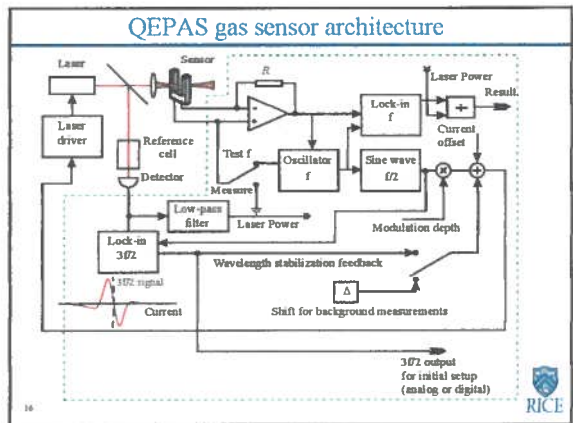 QEPAS gas sensor architecture
Laser
Sensor
R
Laser Power
Result.
Lock-in
f
÷
Laser
driver
Reference
cell
Current
offset
Test f
Oscillator
f
Sine wave
f/2
Detector
Measure
Low-pass
filter
Laser Power
Modulation depth
Lock-in
3f/2
Wavelength stabilization feedback
3f/2 signal
Δ
Current
Shift for background measurements
3f/2 output
for initial setup
(analog or digital)
16
RICE